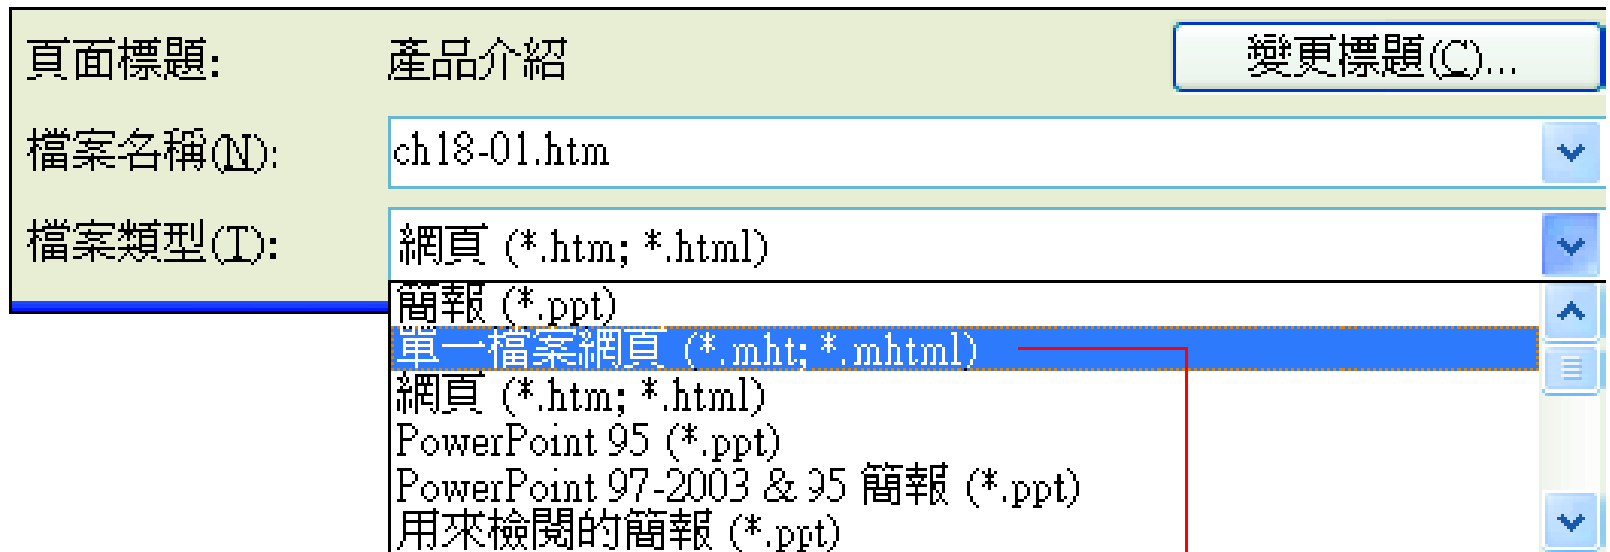 頁面標題: 產品介紹 變更標題(C)...
檔案名稱(N): ch18-01.htm
檔案類型(T): 網頁 (*.htm; *.html)
簡報 (*.ppt)
單一檔案網頁 (*.mht; *.mhtml)
網頁 (*.htm; *.html)
PowerPoint 95 (*.ppt)
PowerPoint 97-2003 & 95 簡報 (*.ppt)
用來檢閱的簡報 (*.ppt)